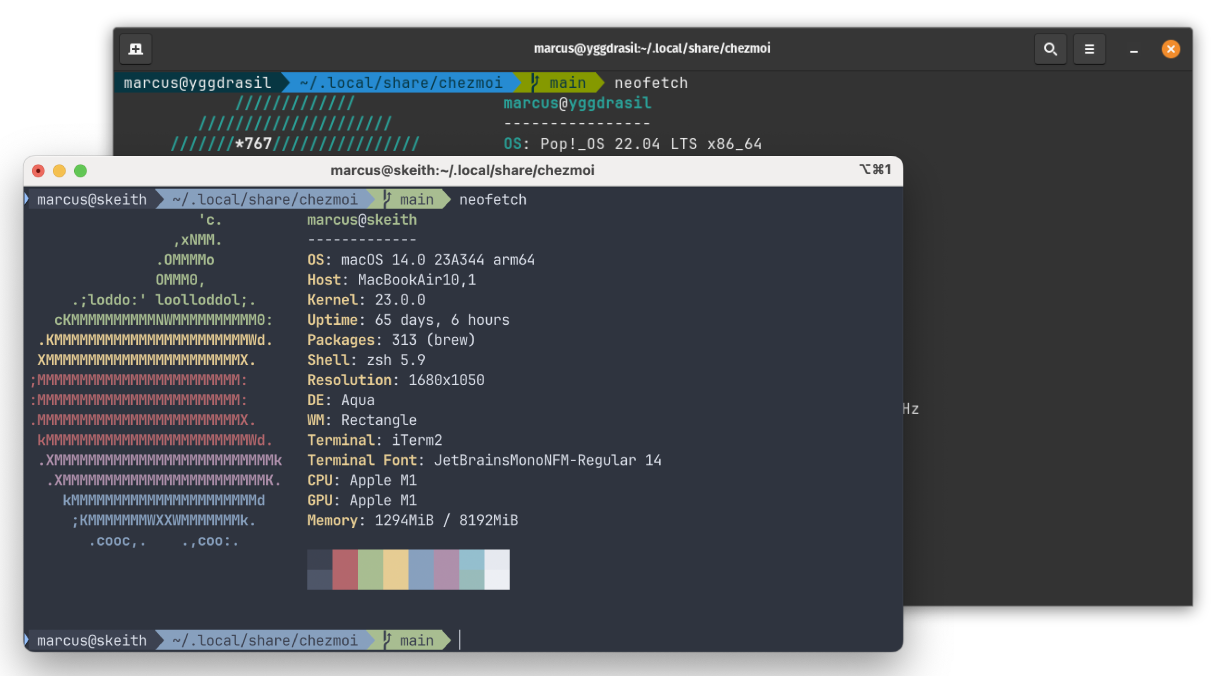 marcus@yggdrasil:~/.local/share/chezmoi
marcus@yggdrasil ~/.local/share/chezmoi main neofetch
///////////// marcus@yggdrasil
///////////////////// ----------------
///////*767//////////////// OS: Pop!_OS 22.04 LTS x86_64
marcus@skeith:~/.local/share/chezmoi ⌥⌘1
marcus@skeith ~/.local/share/chezmoi main neofetch
'c. marcus@skeith
,xNMM. -------------
.OMMMMo OS: macOS 14.0 23A344 arm64
OMMM0, Host: MacBookAir10,1
.;loddo:' loolloddol;. Kernel: 23.0.0
cKMMMMMMMMMMNWMMMMMMMMMM0: Uptime: 65 days, 6 hours
.KMMMMMMMMMMMMMMMMMMMMMMMWd. Packages: 313 (brew)
XMMMMMMMMMMMMMMMMMMMMMMMX. Shell: zsh 5.9
;MMMMMMMMMMMMMMMMMMMMMMMM: Resolution: 1680x1050
:MMMMMMMMMMMMMMMMMMMMMMMM: DE: Aqua
.MMMMMMMMMMMMMMMMMMMMMMMMX. WM: Rectangle
kMMMMMMMMMMMMMMMMMMMMMMMMWd. Terminal: iTerm2
.XMMMMMMMMMMMMMMMMMMMMMMMMMMk Terminal Font: JetBrainsMonoNFM-Regular 14
.XMMMMMMMMMMMMMMMMMMMMMMMMK. CPU: Apple M1
kMMMMMMMMMMMMMMMMMMMMMMd GPU: Apple M1
;KMMMMMMMWXXWMMMMMMMk. Memory: 1294MiB / 8192MiB
.cooc,. .,coo:.
Hz
marcus@skeith ~/.local/share/chezmoi main